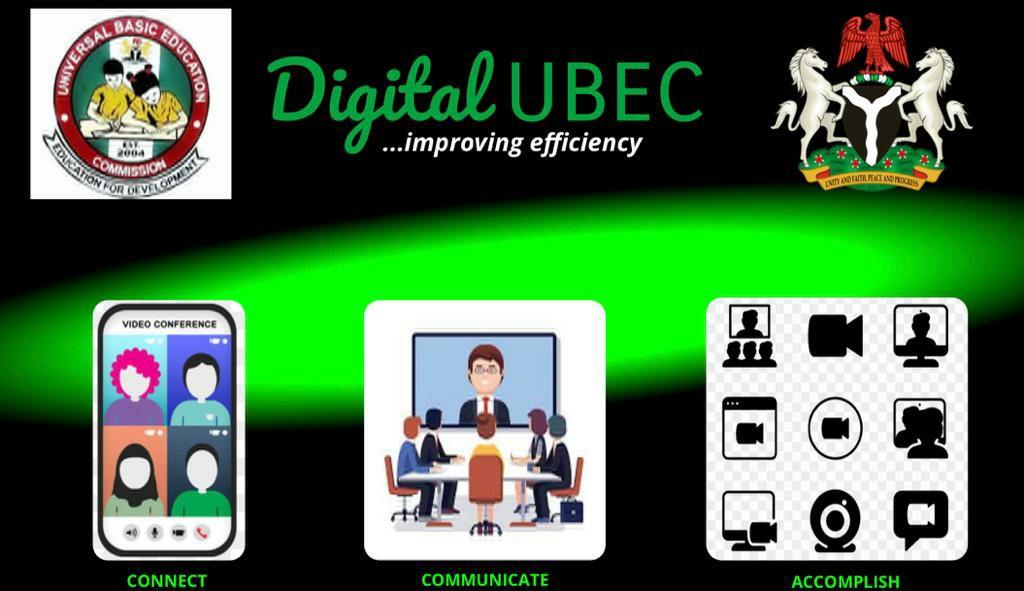 UNIVERSAL BASIC EDUCATION
EST.
2004
COMMISSION
EDUCATION FOR DEVELOPMENT
Digital UBEC
...improving efficiency
UNITY AND FAITH, PEACE AND PROGRESS
VIDEO CONFERENCE
CONNECT
COMMUNICATE
ACCOMPLISH